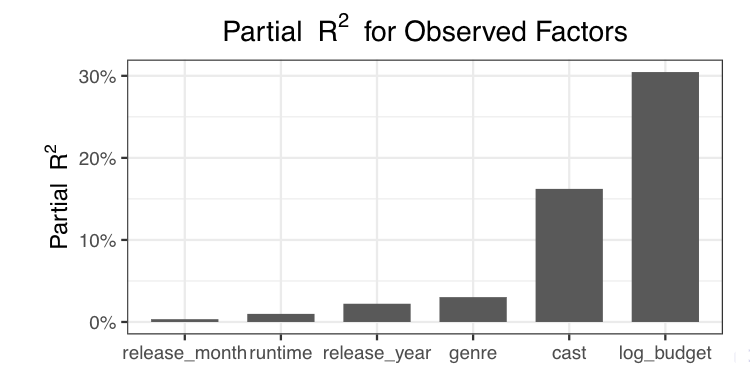 Partial R² for Observed Factors
Partial R²
30%
20%
10%
0%
release_month runtime release_year genre cast log_budget